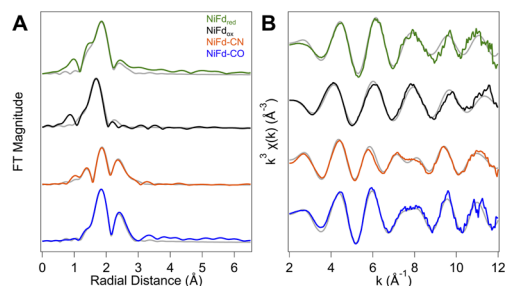 A
B
NiFdred
NiFdox
NiFd-CN
NiFd-CO
FT Magnitude
k³ χ(k) (Å⁻³)
0 1 2 3 4 5 6
2 4 6 8 10 12
Radial Distance (Å)
k (Å⁻¹)